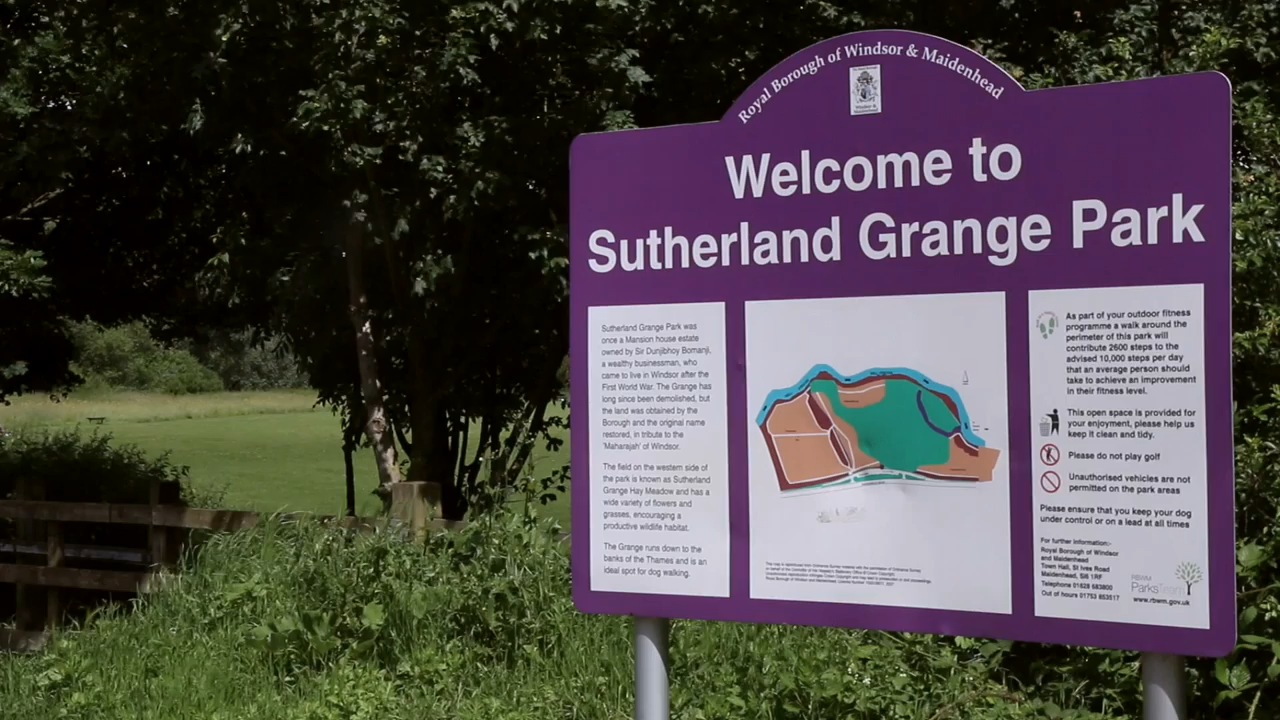 Royal Borough of Windsor & Maidenhead
Windsor &
Maidenhead
Welcome to
Sutherland Grange Park
Sutherland Grange Park was
once a Mansion house estate
owned by Sir Dunjibhoy Bomanji,
a wealthy businessman, who
came to live in Windsor after the
First World War. The Grange has
long since been demolished, but
the land was obtained by the
Borough and the original name
restored, in tribute to the
'Maharajah' of Windsor.
The field on the western side of
the park is known as Sutherland
Grange Hay Meadow and has a
wide variety of flowers and
grasses, encouraging a
productive wildlife habitat.
The Grange runs down to the
banks of the Thames and is an
ideal spot for dog walking.
As part of your outdoor fitness
programme a walk around the
perimeter of this park will
contribute 2600 steps to the
advised 10,000 steps per day
that an average person should
take to achieve an improvement
in their fitness level.
This open space is provided for
your enjoyment, please help us
keep it clean and tidy.
Please do not play golf
Unauthorised vehicles are not
permitted on the park areas
Please ensure that you keep your dog
under control or on a lead at all times
For further information:-
Royal Borough of Windsor
and Maidenhead
Town Hall, St Ives Road
Maidenhead, Sl6 1RF
Telephone 01628 683800
Out of hours 01753 853517
RBWM
ParksTeam
www.rbwm.gov.uk